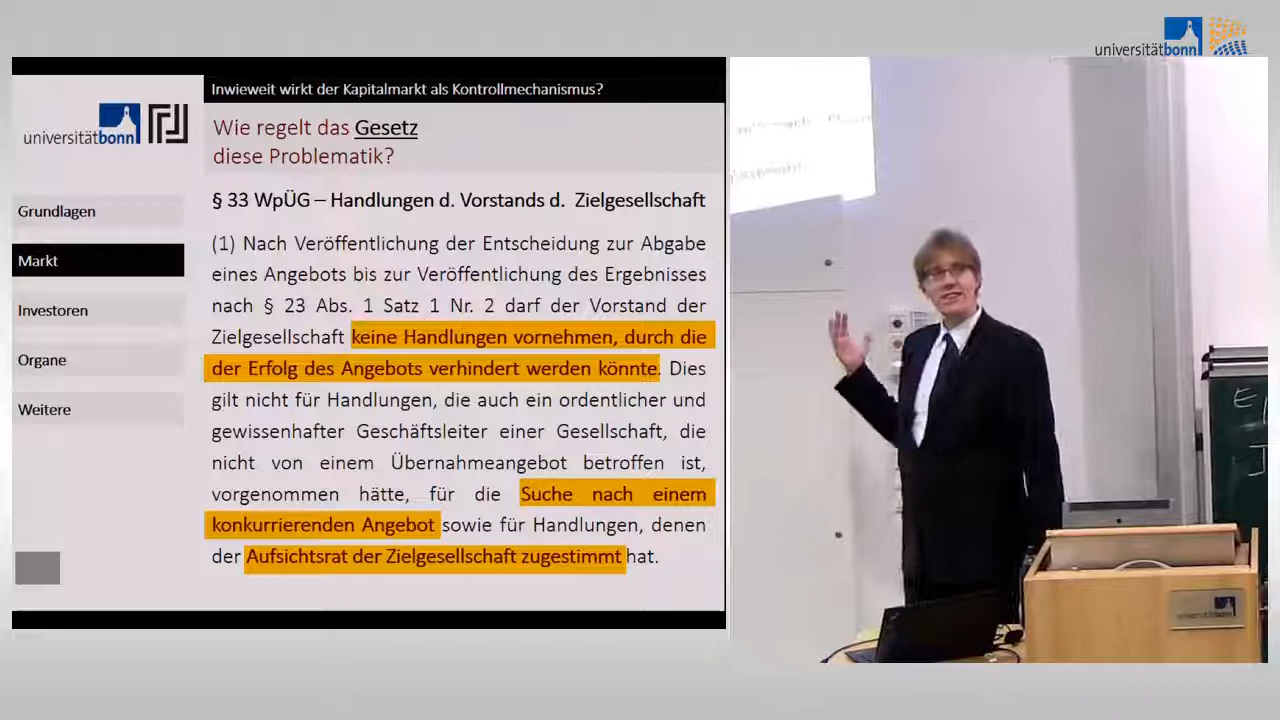 universitätbonn
Inwieweit wirkt der Kapitalmarkt als Kontrollmechanismus?
universitätbonn
Wie regelt das Gesetz
diese Problematik?
Grundlagen
Markt
Investoren
Organe
Weitere
§ 33 WpÜG – Handlungen d. Vorstands d. Zielgesellschaft
(1) Nach Veröffentlichung der Entscheidung zur Abgabe
eines Angebots bis zur Veröffentlichung des Ergebnisses
nach § 23 Abs. 1 Satz 1 Nr. 2 darf der Vorstand der
Zielgesellschaft keine Handlungen vornehmen, durch die
der Erfolg des Angebots verhindert werden könnte. Dies
gilt nicht für Handlungen, die auch ein ordentlicher und
gewissenhafter Geschäftsleiter einer Gesellschaft, die
nicht von einem Übernahmeangebot betroffen ist,
vorgenommen hätte, für die Suche nach einem
konkurrierenden Angebot sowie für Handlungen, denen
der Aufsichtsrat der Zielgesellschaft zugestimmt hat.
universitätbonn